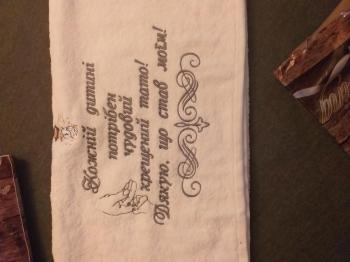 Кожній дитині
потрібен
чудовий
хрещений тато!
Дякую, що став моїм!